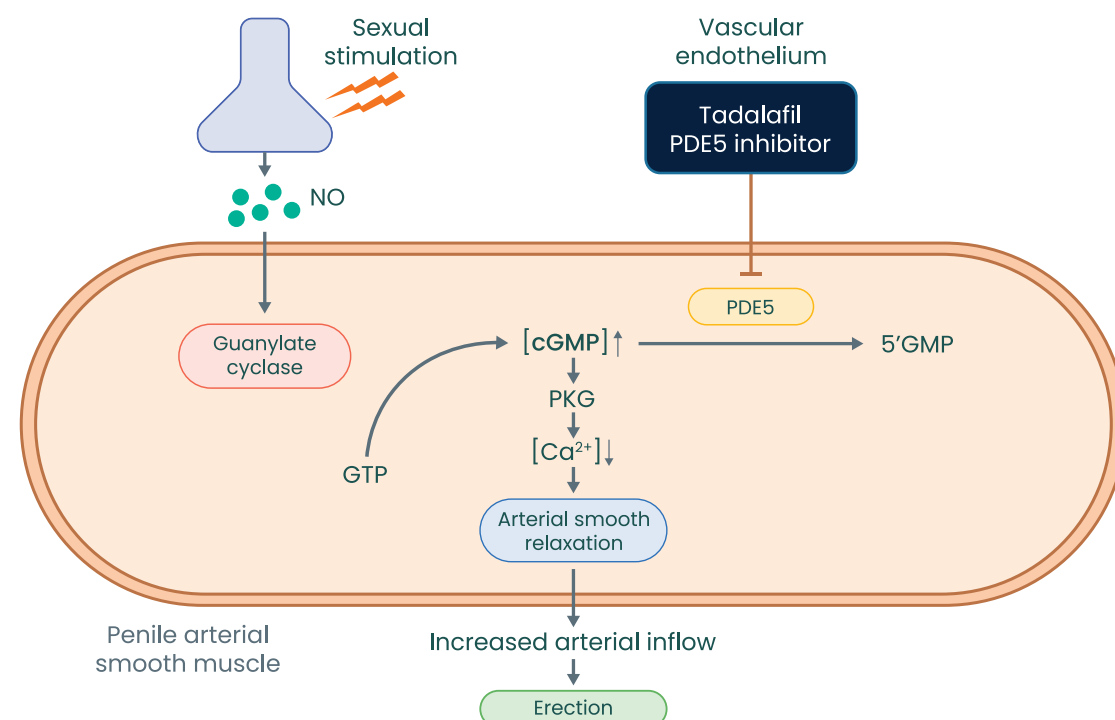 Sexual
stimulation
Vascular
endothelium
Tadalafil
PDE5 inhibitor
NO
PDE5
Guanylate
cyclase
[cGMP]↑
5’GMP
PKG
[Ca²⁺]↓
GTP
Arterial smooth
relaxation
Penile arterial
smooth muscle
Increased arterial inflow
Erection